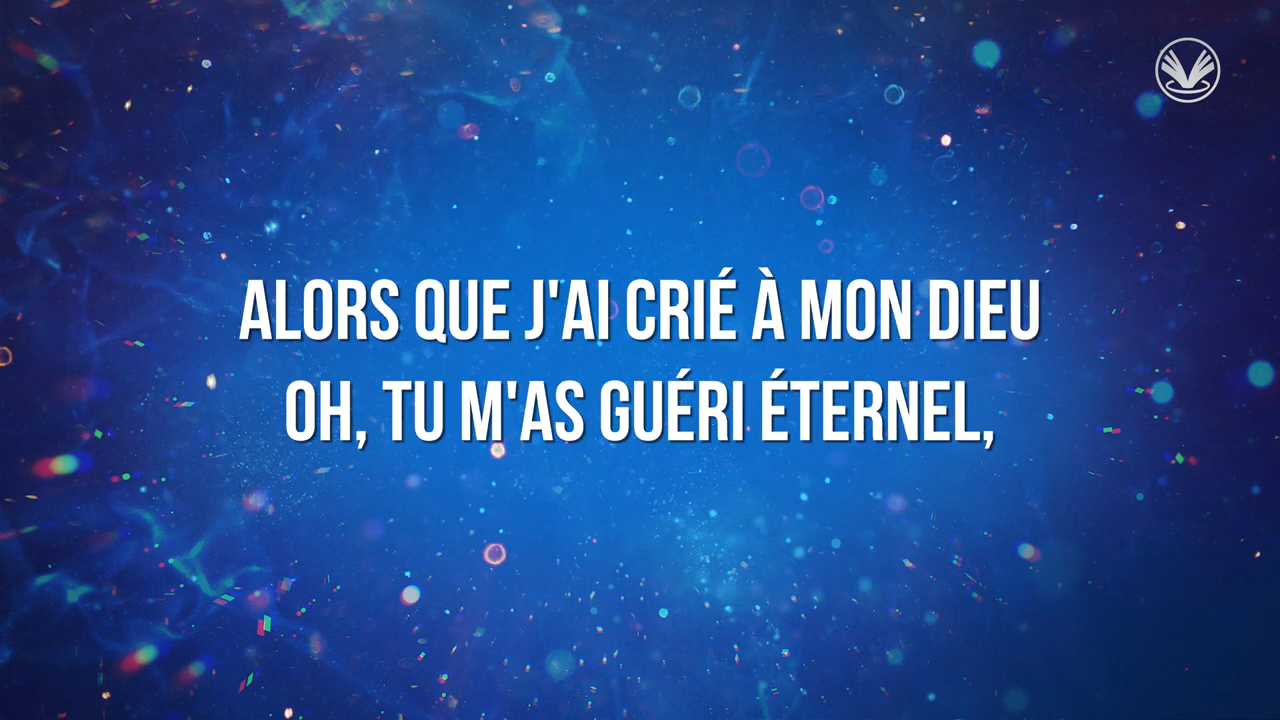 ALORS QUE J'AI CRIÉ À MON DIEU
OH, TU M'AS GUÉRI ÉTERNEL,